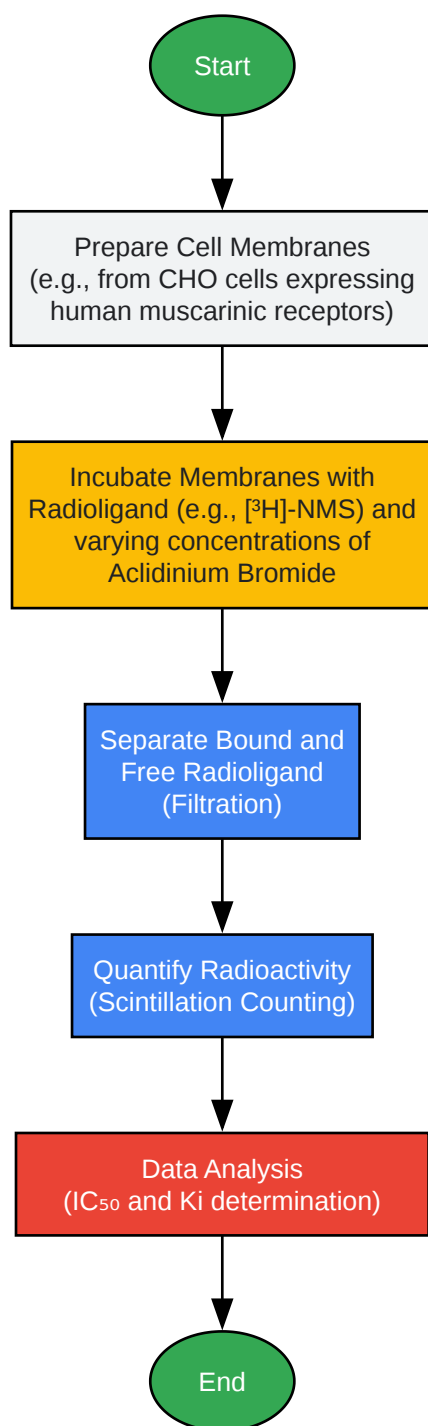 Start
Prepare Cell Membranes
(e.g., from CHO cells expressing
human muscarinic receptors)
Incubate Membranes with
Radioligand (e.g., [³H]-NMS) and
varying concentrations of
Aclidinium Bromide
Separate Bound and
Free Radioligand
(Filtration)
Quantify Radioactivity
(Scintillation Counting)
Data Analysis
(IC₅₀ and Ki determination)
End